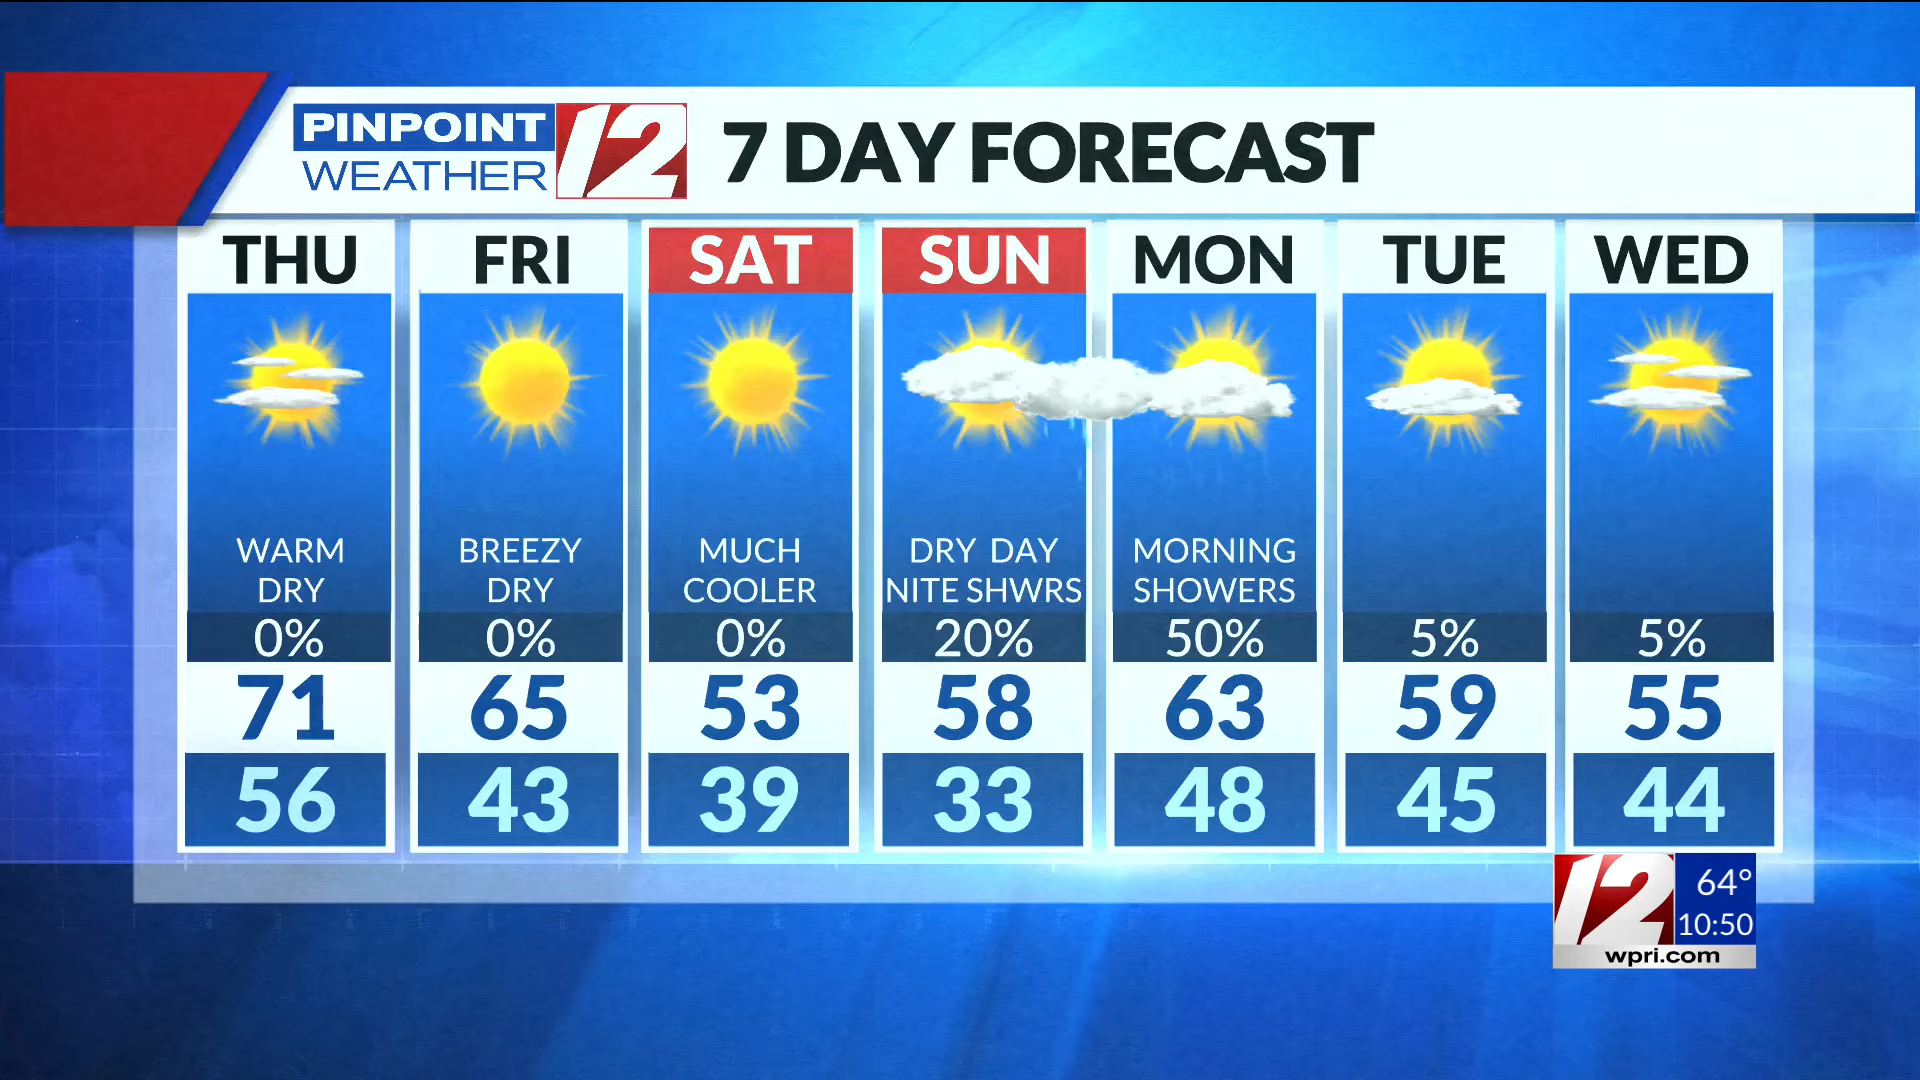 PINPOINT
WEATHER
12
7 DAY FORECAST
THU FRI SAT SUN MON TUE WED
WARM
DRY
BREEZY
DRY
MUCH
COOLER
DRY DAY
NITE SHWRS
MORNING
SHOWERS
0% 0% 0% 20% 50% 5% 5%
71 65 53 58 63 59 55
56 43 39 33 48 45 44
12
64°
10:50
wpri.com